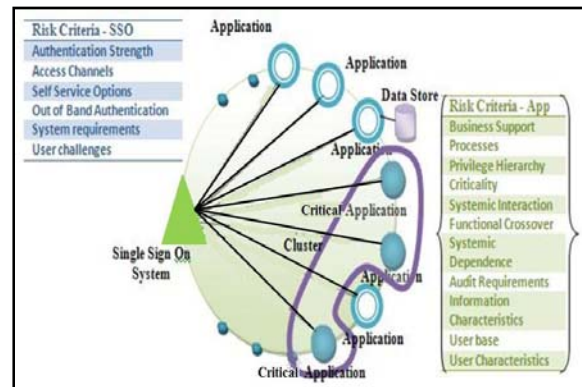 Risk Criteria - SSO
Authentication Strength
Access Channels
Self Service Options
Out of Band Authentication
System requirements
User challenges
Application
Application
Data Store
Application
Critical Application
Cluster
Single Sign On
System
Application
Application
Critical Application
Risk Criteria - App
Business Support
Processes
Privilege Hierarchy
Criticality
Systemic Interaction
Functional Crossover
Systemic
Dependence
Audit Requirements
Information
Characteristics
User base
User Characteristics